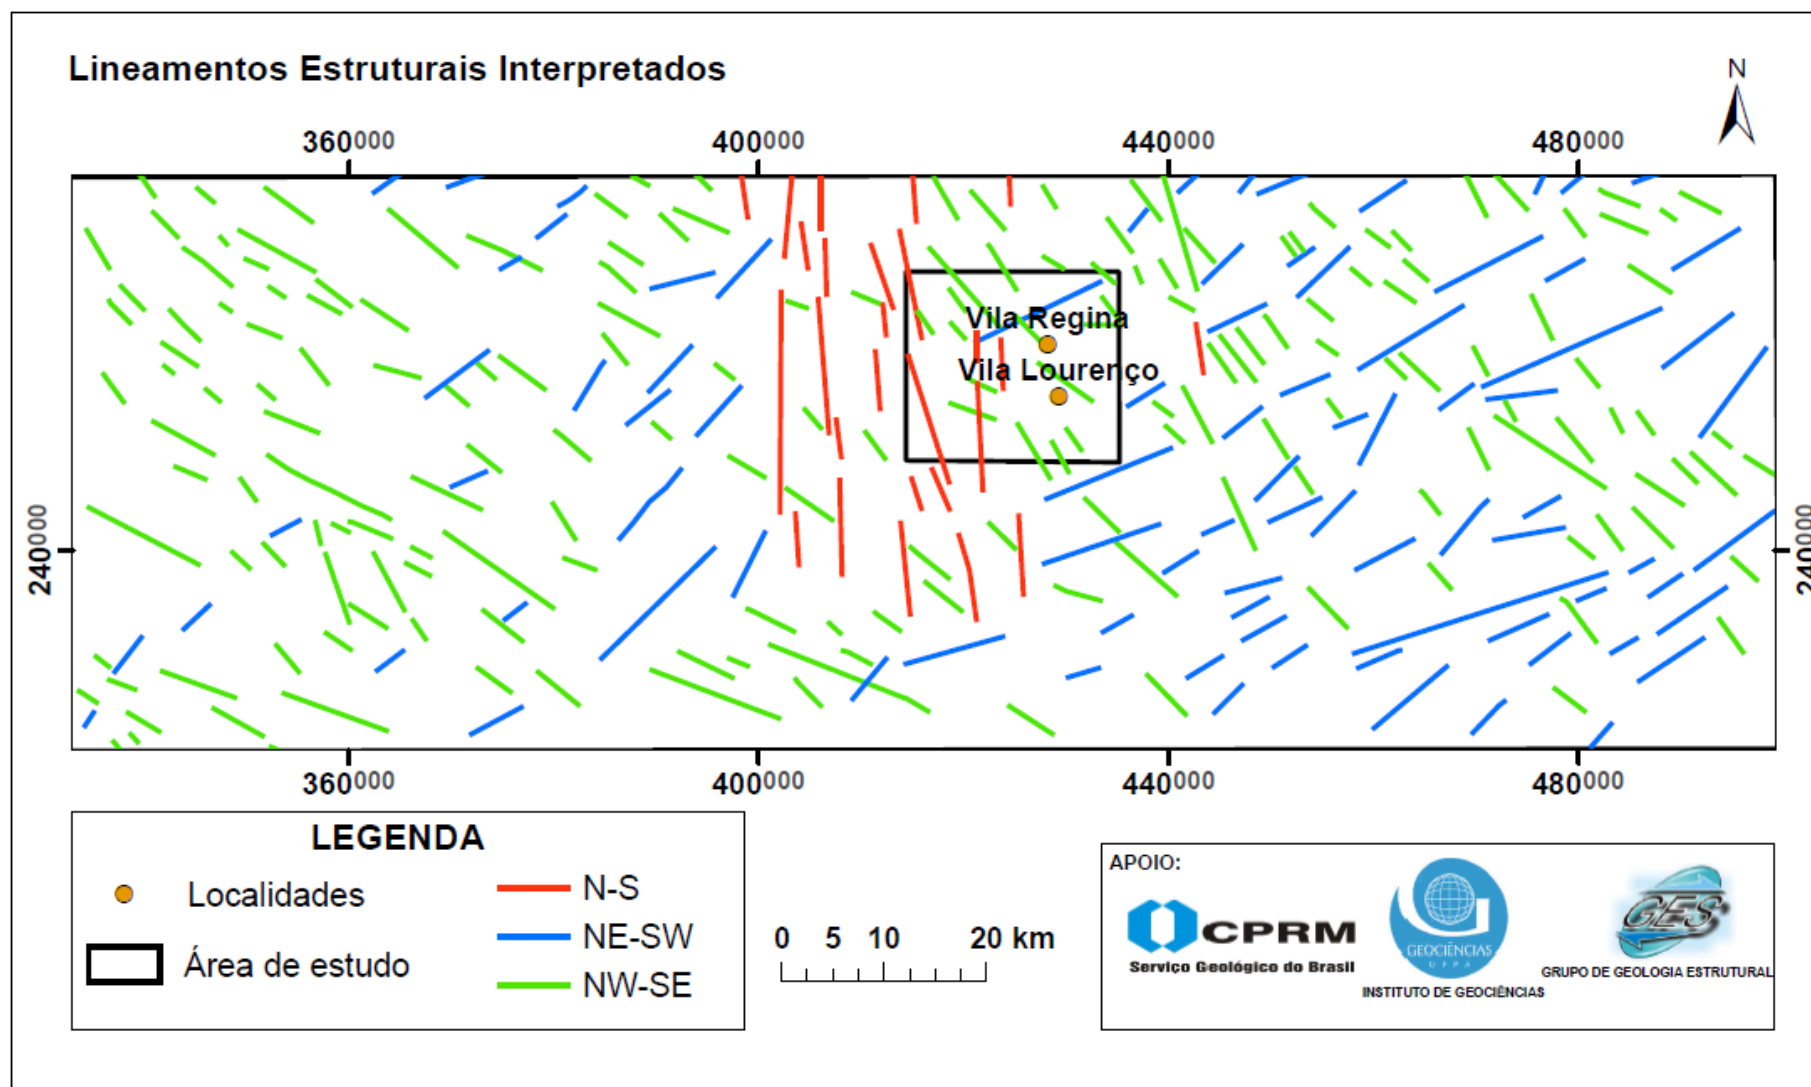 Lineamentos Estruturais Interpretados
N
360000 400000 440000 480000
Vila Regina
Vila Lourenço
240000 240000
360000 400000 440000 480000
LEGENDA
Localidades
Área de estudo
N-S
NE-SW
NW-SE
0 5 10 20 km
APOIO:
CPRM
Serviço Geológico do Brasil
GEOCIÊNCIAS
UFPA
INSTITUTO DE GEOCIÊNCIAS
GES
GRUPO DE GEOLOGIA ESTRUTURAL